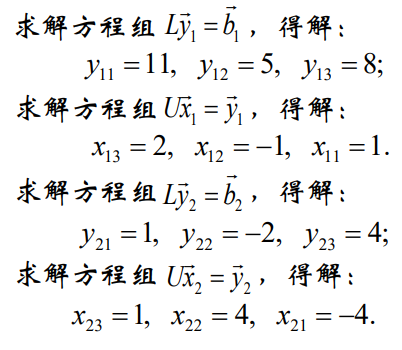 求解方程组 $L\vec{y}_1 = \vec{b}_1$ ，得解：
$y_{11} = 11, \ y_{12} = 5, \ y_{13} = 8;$
求解方程组 $U\vec{x}_1 = \vec{y}_1$ ，得解：
$x_{13} = 2, \ x_{12} = -1, \ x_{11} = 1.$
求解方程组 $L\vec{y}_2 = \vec{b}_2$ ，得解：
$y_{21} = 1, \ y_{22} = -2, \ y_{23} = 4;$
求解方程组 $U\vec{x}_2 = \vec{y}_2$ ，得解：
$x_{23} = 1, \ x_{22} = 4, \ x_{21} = -4.$